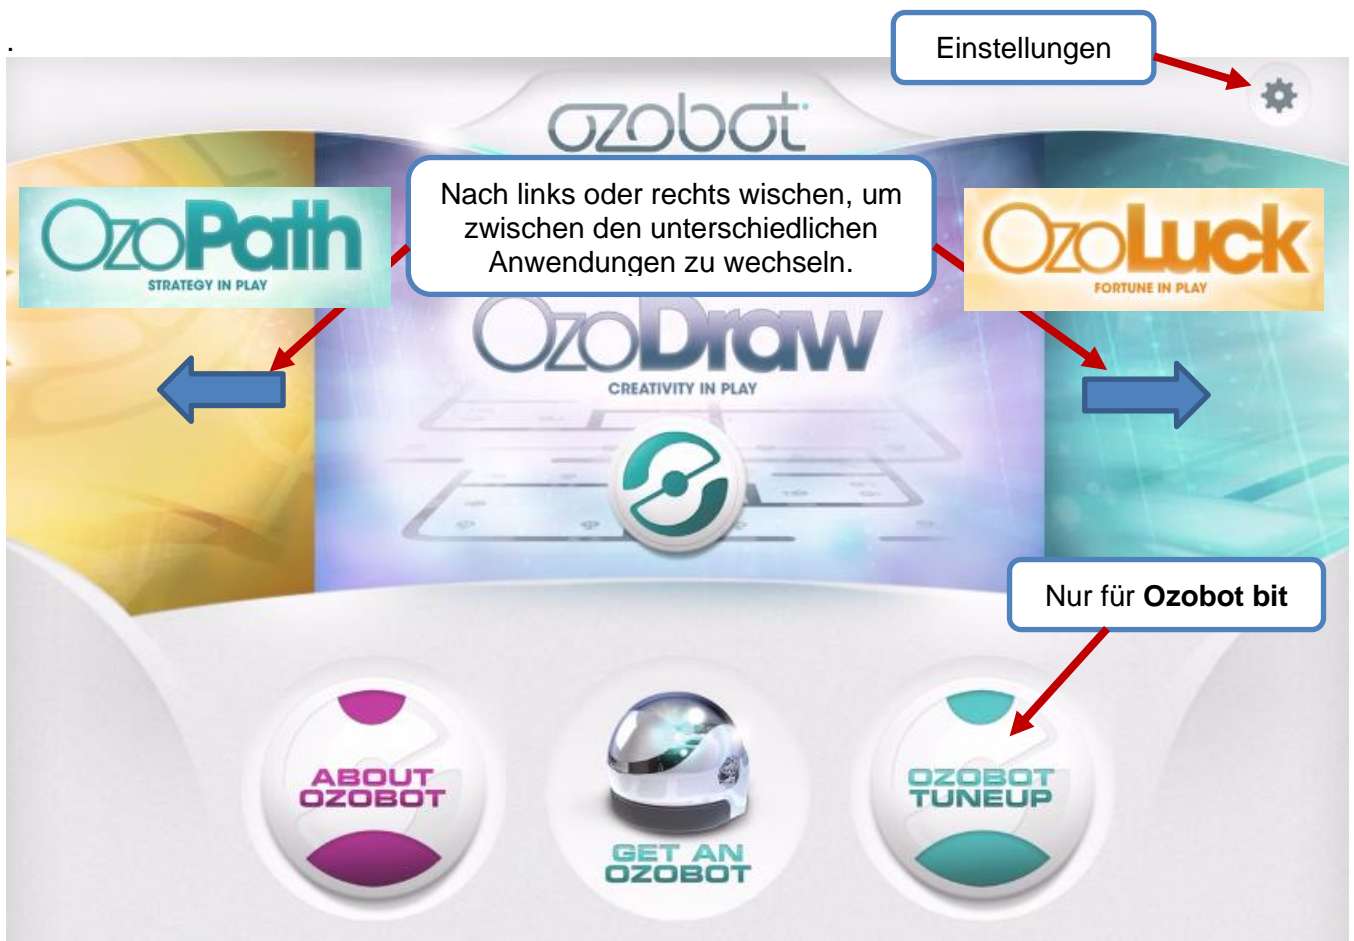 .
Einstellungen
ozobot
Nach links oder rechts wischen, um
zwischen den unterschiedlichen
Anwendungen zu wechseln.
OzoPath
STRATEGY IN PLAY
OzoLuck
FORTUNE IN PLAY
OzoDraw
CREATIVITY IN PLAY
Nur für Ozobot bit
ABOUT
OZOBOT
GET AN
OZOBOT
OZOBOT
TUNEUP